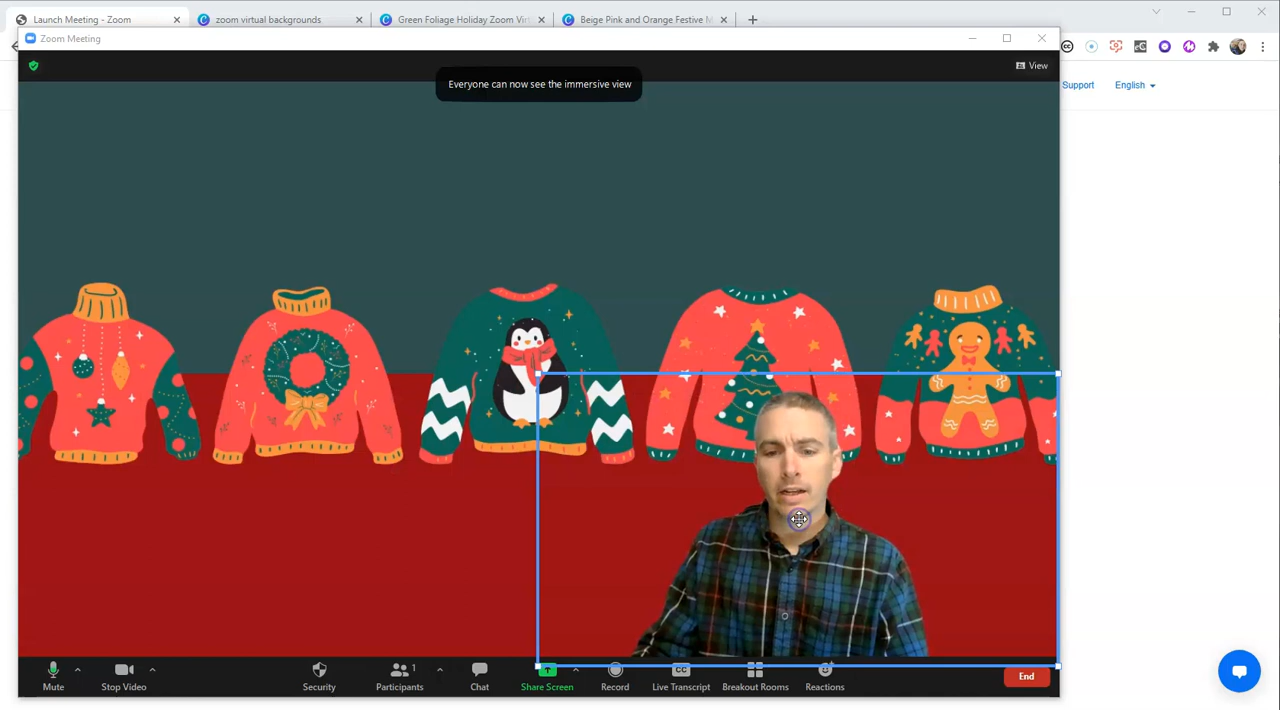 Launch Meeting - Zoom
zoom virtual backgrounds
Green Foliage Holiday Zoom Virt
Beige Pink and Orange Festive M
Zoom Meeting
View
Everyone can now see the immersive view
Support
English
Mute
Stop Video
Security
1
Participants
Chat
Share Screen
Record
CC
Live Transcript
Breakout Rooms
Reactions
End